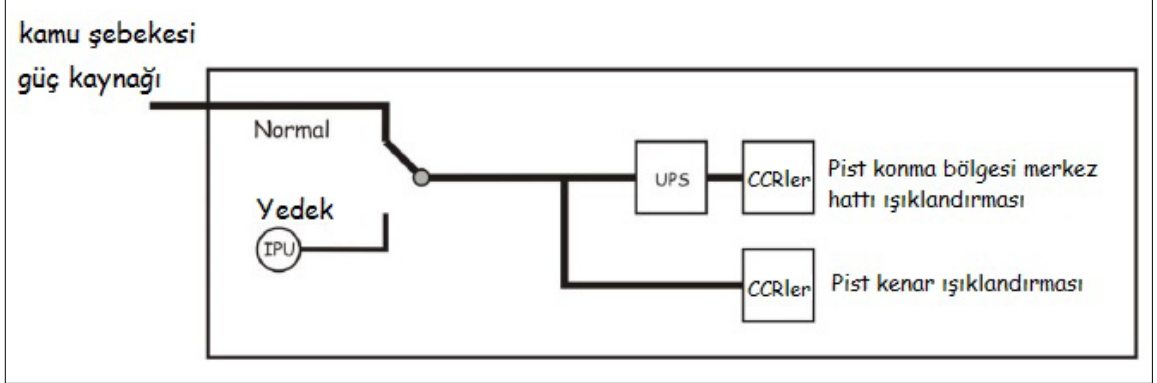 kamu şebekesi
güç kaynağı
Normal
Yedek
IPU
UPS
CCRler
Pist konma bölgesi merkez
hattı ışıklandırması
CCRler
Pist kenar ışıklandırması